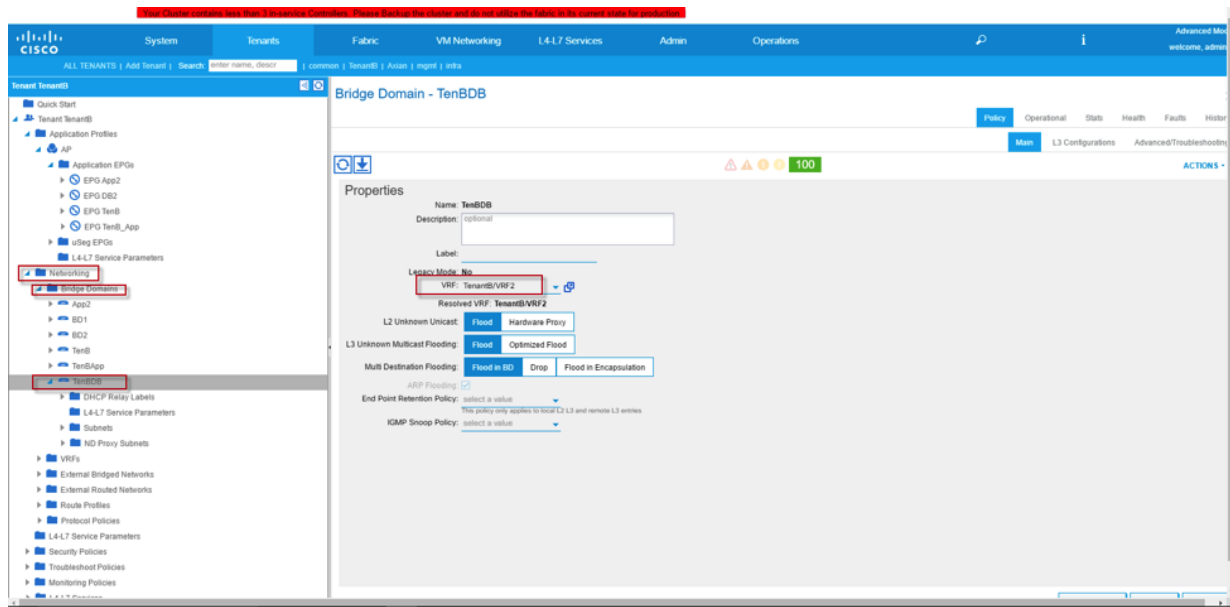 Your Cluster contains less than 3 in-service Controllers. Please Backup the cluster and do not utilize the fabric in its current state for production.
CISCO
System Tenants Fabric VM Networking L4-L7 Services Admin Operations i
Advanced Mod
welcome, admin
ALL TENANTS | Add Tenant | Search: enter name, descr | common | TenantB | Axian | mgmt | infra
Tenant TenantB
Quick Start
Tenant TenantB
Application Profiles
AP
Application EPGs
EPG App2
EPG DB2
EPG TenB
EPG TenB_App
uSeg EPGs
L4-L7 Service Parameters
Networking
Bridge Domains
App2
BD1
BD2
TenB
TenBApp
TenBDB
DHCP Relay Labels
L4-L7 Service Parameters
Subnets
ND Proxy Subnets
VRFs
External Bridged Networks
External Routed Networks
Route Profiles
Protocol Policies
L4-L7 Service Parameters
Security Policies
Troubleshoot Policies
Monitoring Policies
Bridge Domain - TenBDB
Policy Operational Stats Health Faults Histor
Main L3 Configurations Advanced/Troubleshooting
100
ACTIONS
Properties
Name: TenBDB
Description: optional
Label:
Legacy Mode: No
VRF: TenantB/VRF2
Resolved VRF: TenantB/VRF2
L2 Unknown Unicast: Flood Hardware Proxy
L3 Unknown Multicast Flooding: Flood Optimized Flood
Multi Destination Flooding: Flood in BD Drop Flood in Encapsulation
ARP Flooding:
End Point Retention Policy: select a value
This policy only applies to local L2 L3 and remote L3 entries
IGMP Snoop Policy: select a value